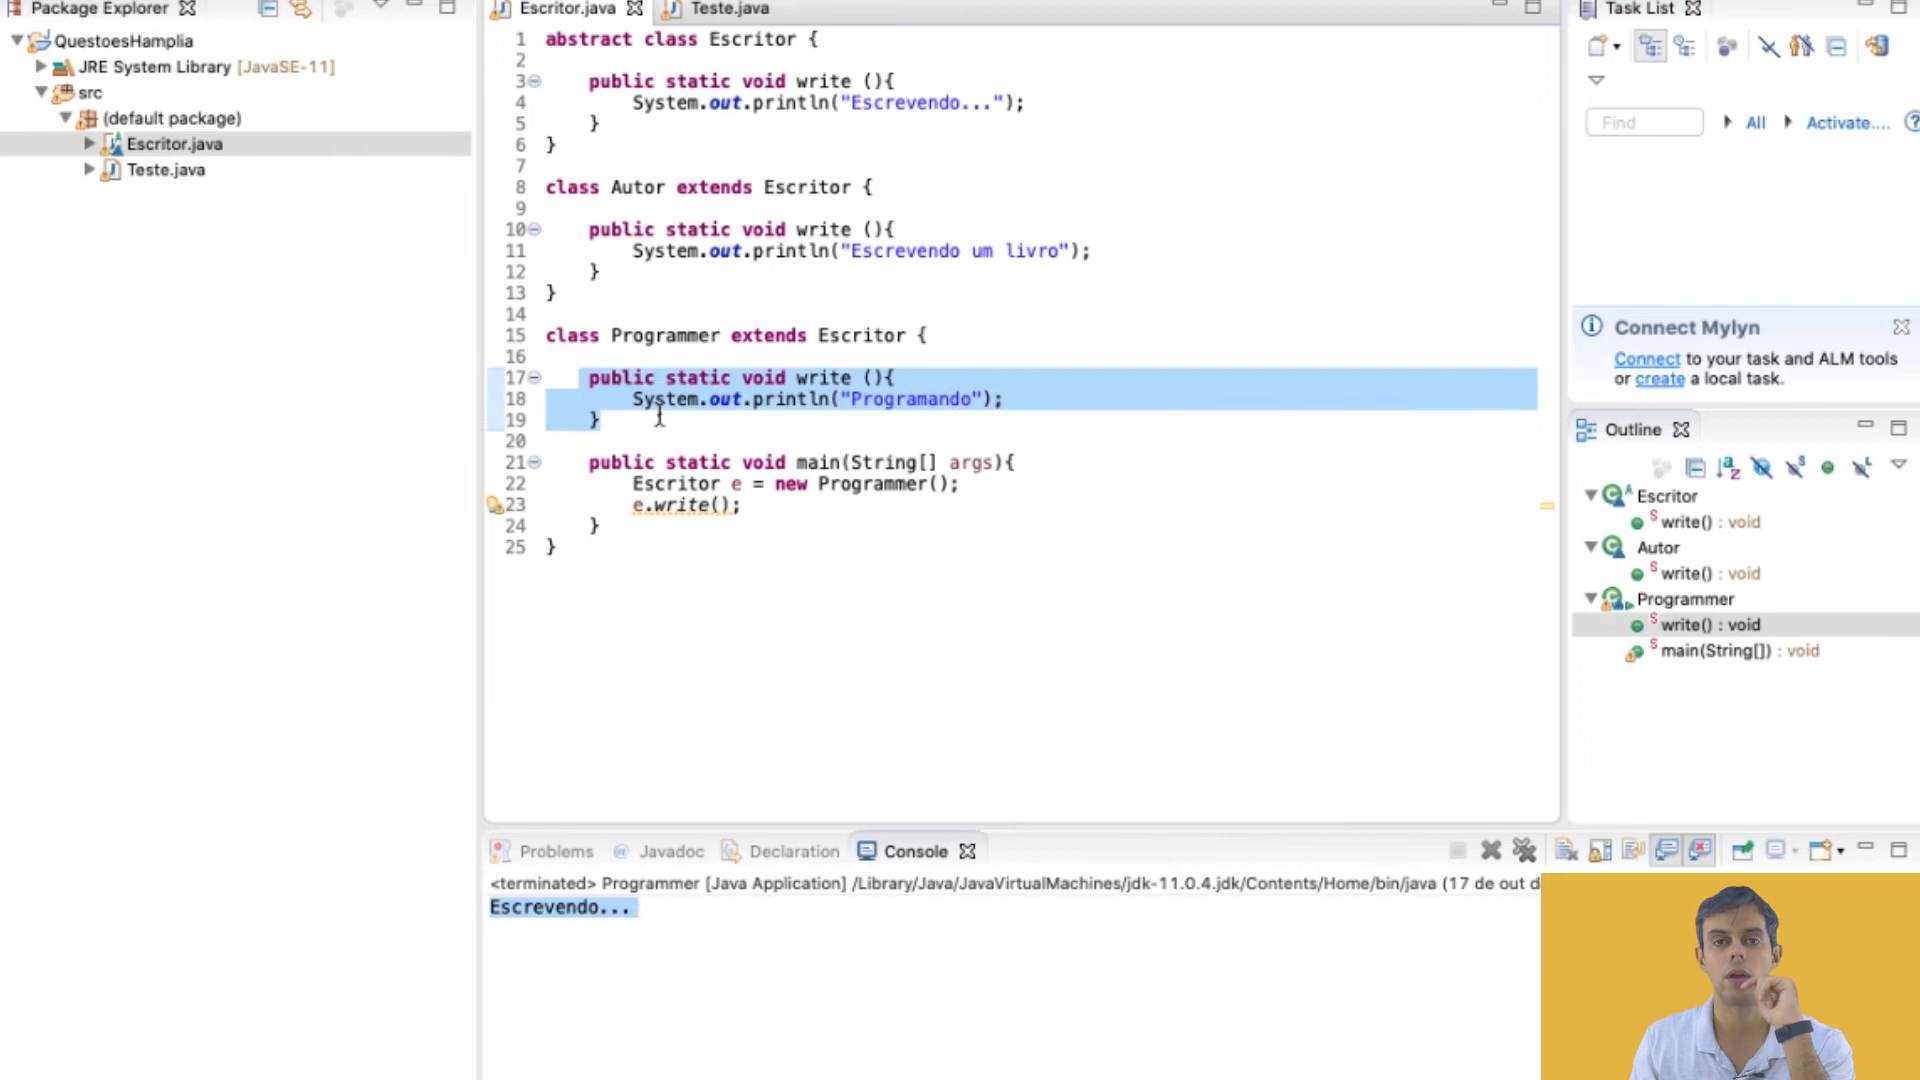 Package Explorer
QuestoesHamplia
JRE System Library [JavaSE-11]
src
(default package)
Escritor.java
Teste.java
Escritor.java
Teste.java
1 abstract class Escritor {
2
3 public static void write (){
4 System.out.println("Escrevendo...");
5 }
6 }
7
8 class Autor extends Escritor {
9
10 public static void write (){
11 System.out.println("Escrevendo um livro");
12 }
13 }
14
15 class Programmer extends Escritor {
16
17 public static void write (){
18 System.out.println("Programando");
19 }
20
21 public static void main(String[] args){
22 Escritor e = new Programmer();
23 e.write();
24 }
25 }
Problems @ Javadoc Declaration Console
<terminated> Programmer [Java Application] /Library/Java/JavaVirtualMachines/jdk-11.0.4.jdk/Contents/Home/bin/java (17 de out d
Escrevendo...
Task List
Find
All
Activate....
Connect Mylyn
Connect to your task and ALM tools
or create a local task.
Outline
Escritor
write() : void
Autor
write() : void
Programmer
write() : void
main(String[]) : void